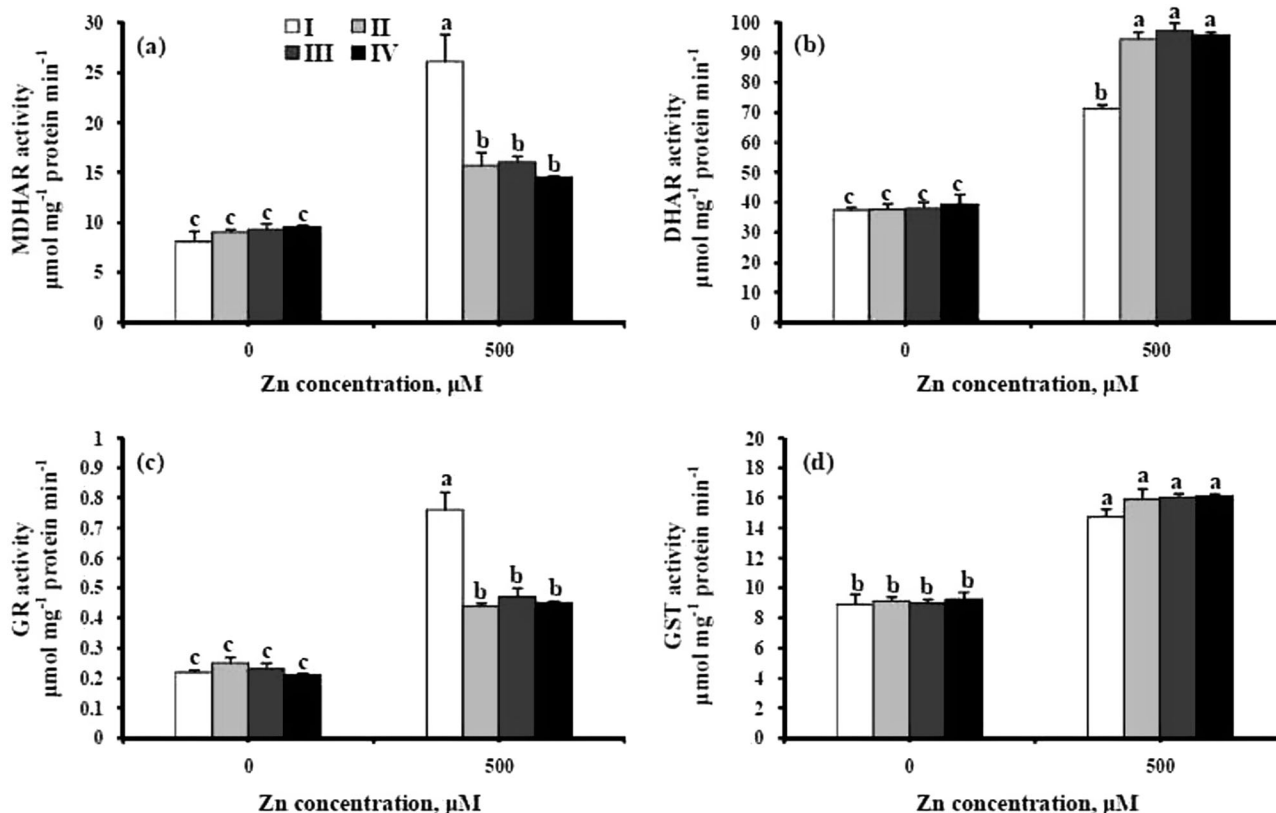 (a)
I II
III IV
MDHAR activity
µmol mg⁻¹ protein min⁻¹
30
25
20
15
10
5
0
c c c c
a b b b
0 500
Zn concentration, µM
(b)
DHAR activity
µmol mg⁻¹ protein min⁻¹
100
90
80
70
60
50
40
30
20
10
0
c c c c
b a a a
0 500
Zn concentration, µM
(c)
GR activity
µmol mg⁻¹ protein min⁻¹
1
0.9
0.8
0.7
0.6
0.5
0.4
0.3
0.2
0.1
0
c c c c
a b b b
0 500
Zn concentration, µM
(d)
GST activity
µmol mg⁻¹ protein min⁻¹
20
18
16
14
12
10
8
6
4
2
0
b b b b
a a a a
0 500
Zn concentration, µM